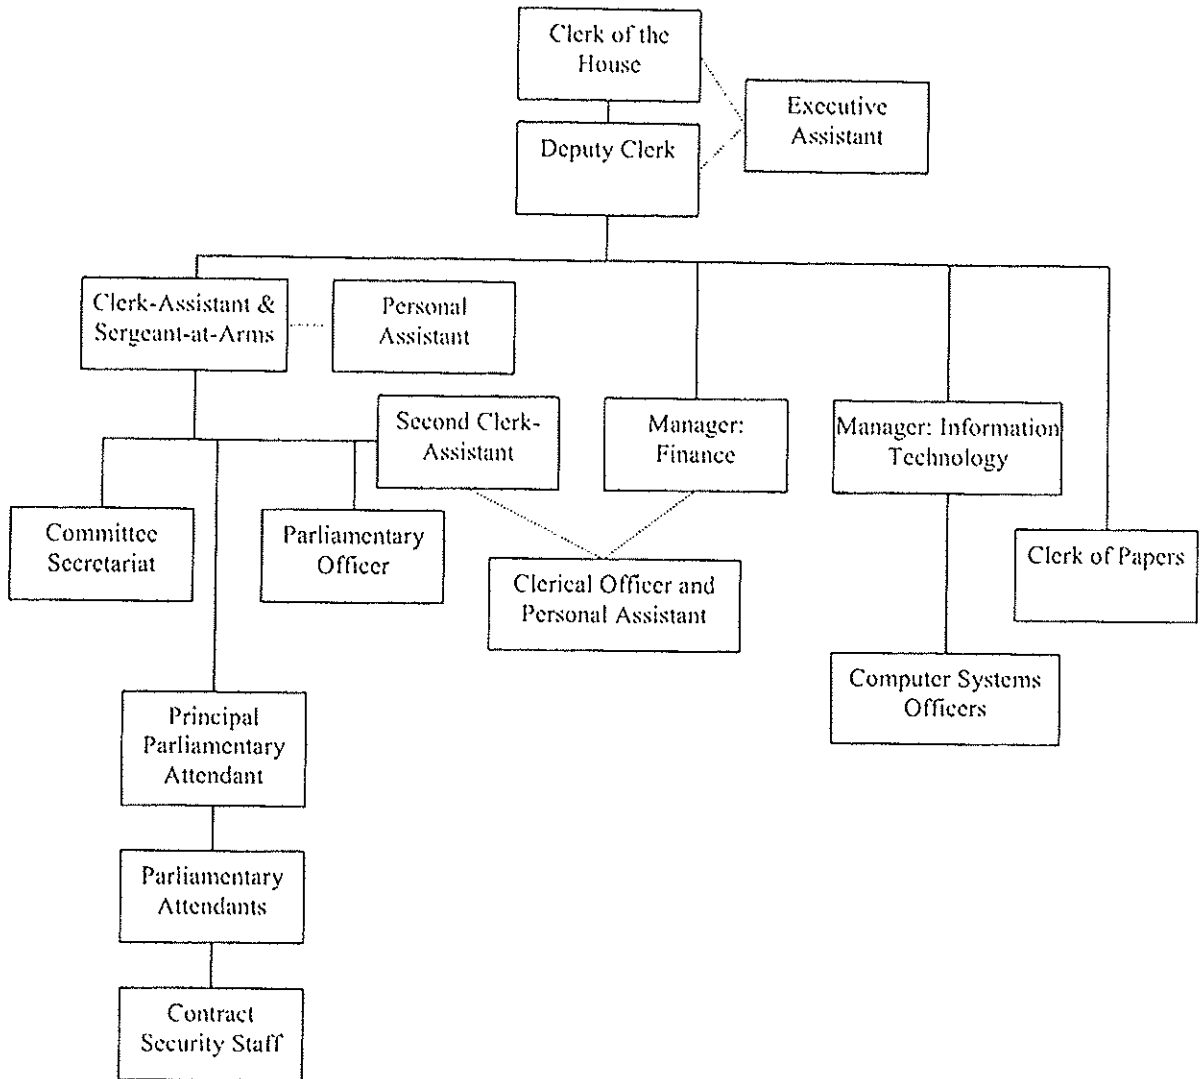 Clerk of the
House
Executive
Assistant
Deputy Clerk
Clerk-Assistant &
Sergeant-at-Arms
Personal
Assistant
Second Clerk-
Assistant
Manager:
Finance
Manager: Information
Technology
Committee
Secretariat
Parliamentary
Officer
Clerical Officer and
Personal Assistant
Clerk of Papers
Computer Systems
Officers
Principal
Parliamentary
Attendant
Parliamentary
Attendants
Contract
Security Staff